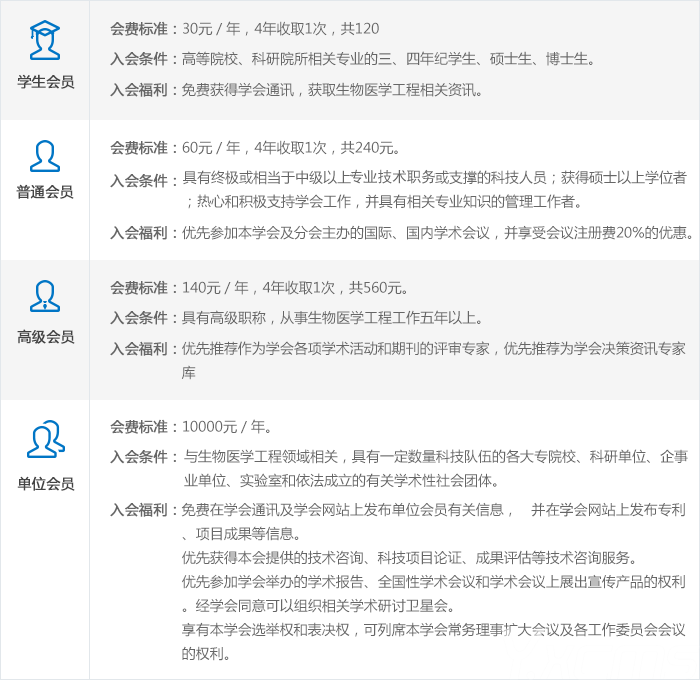 学生会员
会费标准：30元 / 年，4年收取1次，共120
入会条件：高等院校、科研院所相关专业的三、四年纪学生、硕士生、博士生。
入会福利：免费获得学会通讯，获取生物医学工程相关资讯。
普通会员
会费标准：60元 / 年，4年收取1次，共240元。
入会条件：具有终极或相当于中级以上专业技术职务或支撑的科技人员；获得硕士以上学位者
；热心和积极支持学会工作，并具有相关专业知识的管理工作者。
入会福利：优先参加本学会及分会主办的国际、国内学术会议，并享受会议注册费20%的优惠。
高级会员
会费标准：140元 / 年，4年收取1次，共560元。
入会条件：具有高级职称，从事生物医学工程工作五年以上。
入会福利：优先推荐作为学会各项学术活动和期刊的评审专家，优先推荐为学会决策资讯专家
库
单位会员
会费标准：10000元 / 年。
入会条件：与生物医学工程领域相关，具有一定数量科技队伍的各大专院校、科研单位、企事
业单位、实验室和依法成立的有关学术性社会团体。
入会福利：免费在学会通讯及学会网站上发布单位会员有关信息， 并在学会网站上发布专利
、项目成果等信息。
优先获得本会提供的技术咨询、科技项目论证、成果评估等技术咨询服务。
优先参加学会举办的学术报告、全国性学术会议和学术会议上展出宣传产品的权利
。经学会同意可以组织相关学术研讨卫星会。
享有本学会选举权和表决权，可列席本学会常务理事扩大会议及各工作委员会会议
的权利。